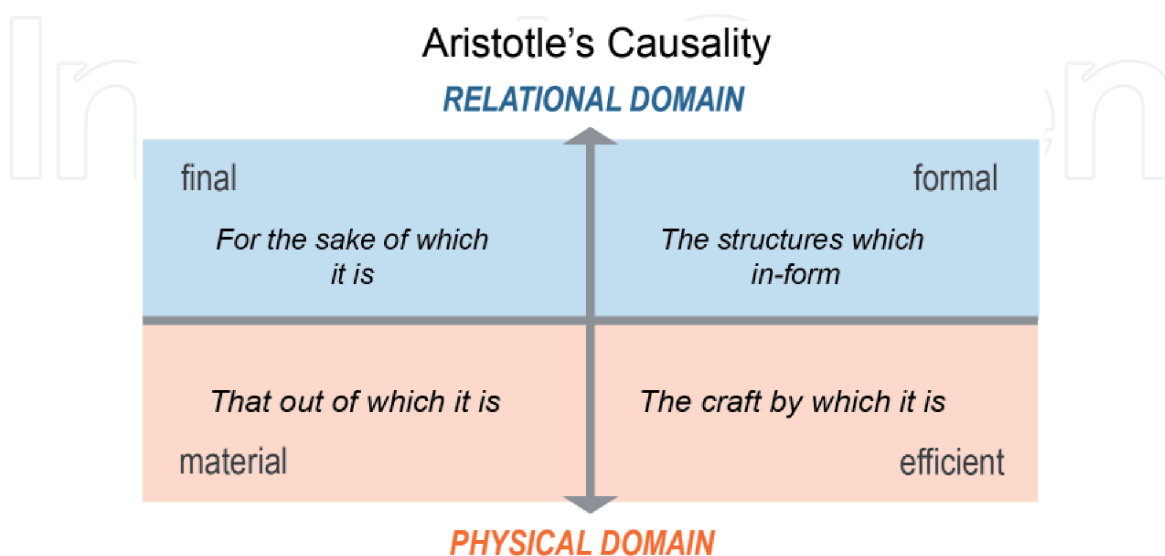 Aristotle's Causality
RELATIONAL DOMAIN
final
formal
For the sake of which
it is
The structures which
in-form
That out of which it is
The craft by which it is
material
efficient
PHYSICAL DOMAIN